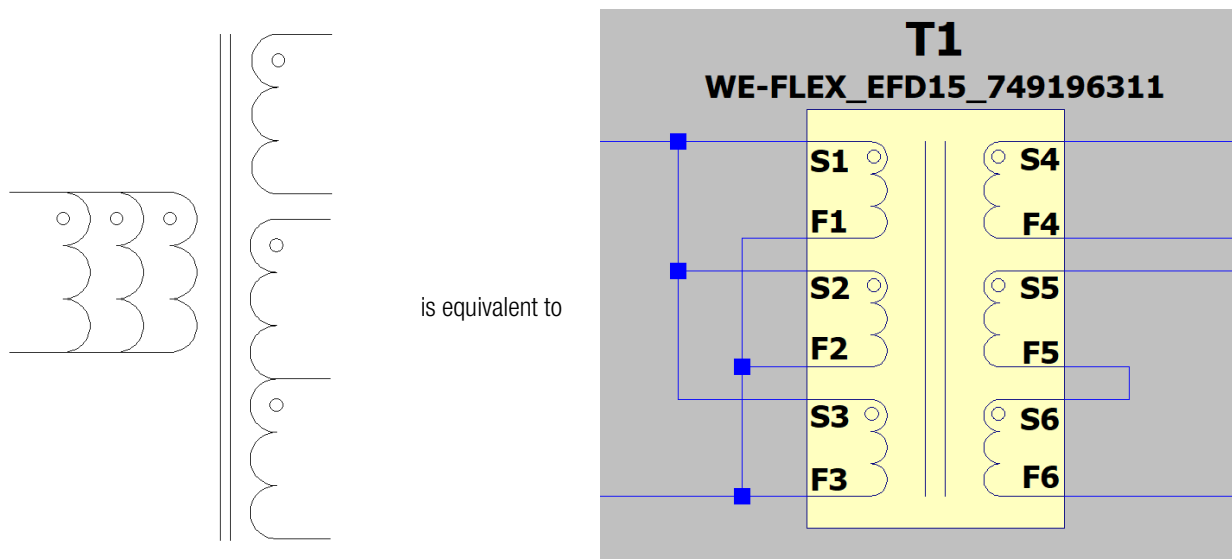 T1
WE-FLEX_EFD15_749196311
S1
S4
F1
F4
is equivalent to
S2
S5
F2
F5
S3
S6
F3
F6